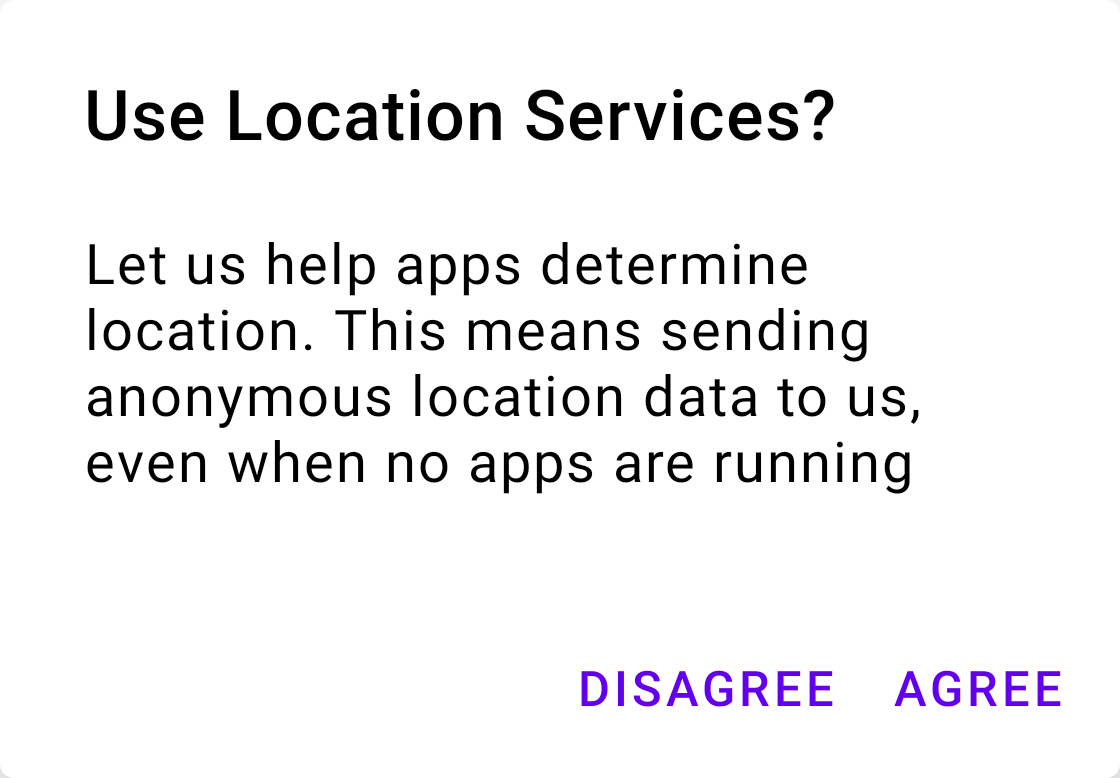 Use Location Services?
Let us help apps determine
location. This means sending
anonymous location data to us,
even when no apps are running
DISAGREE AGREE